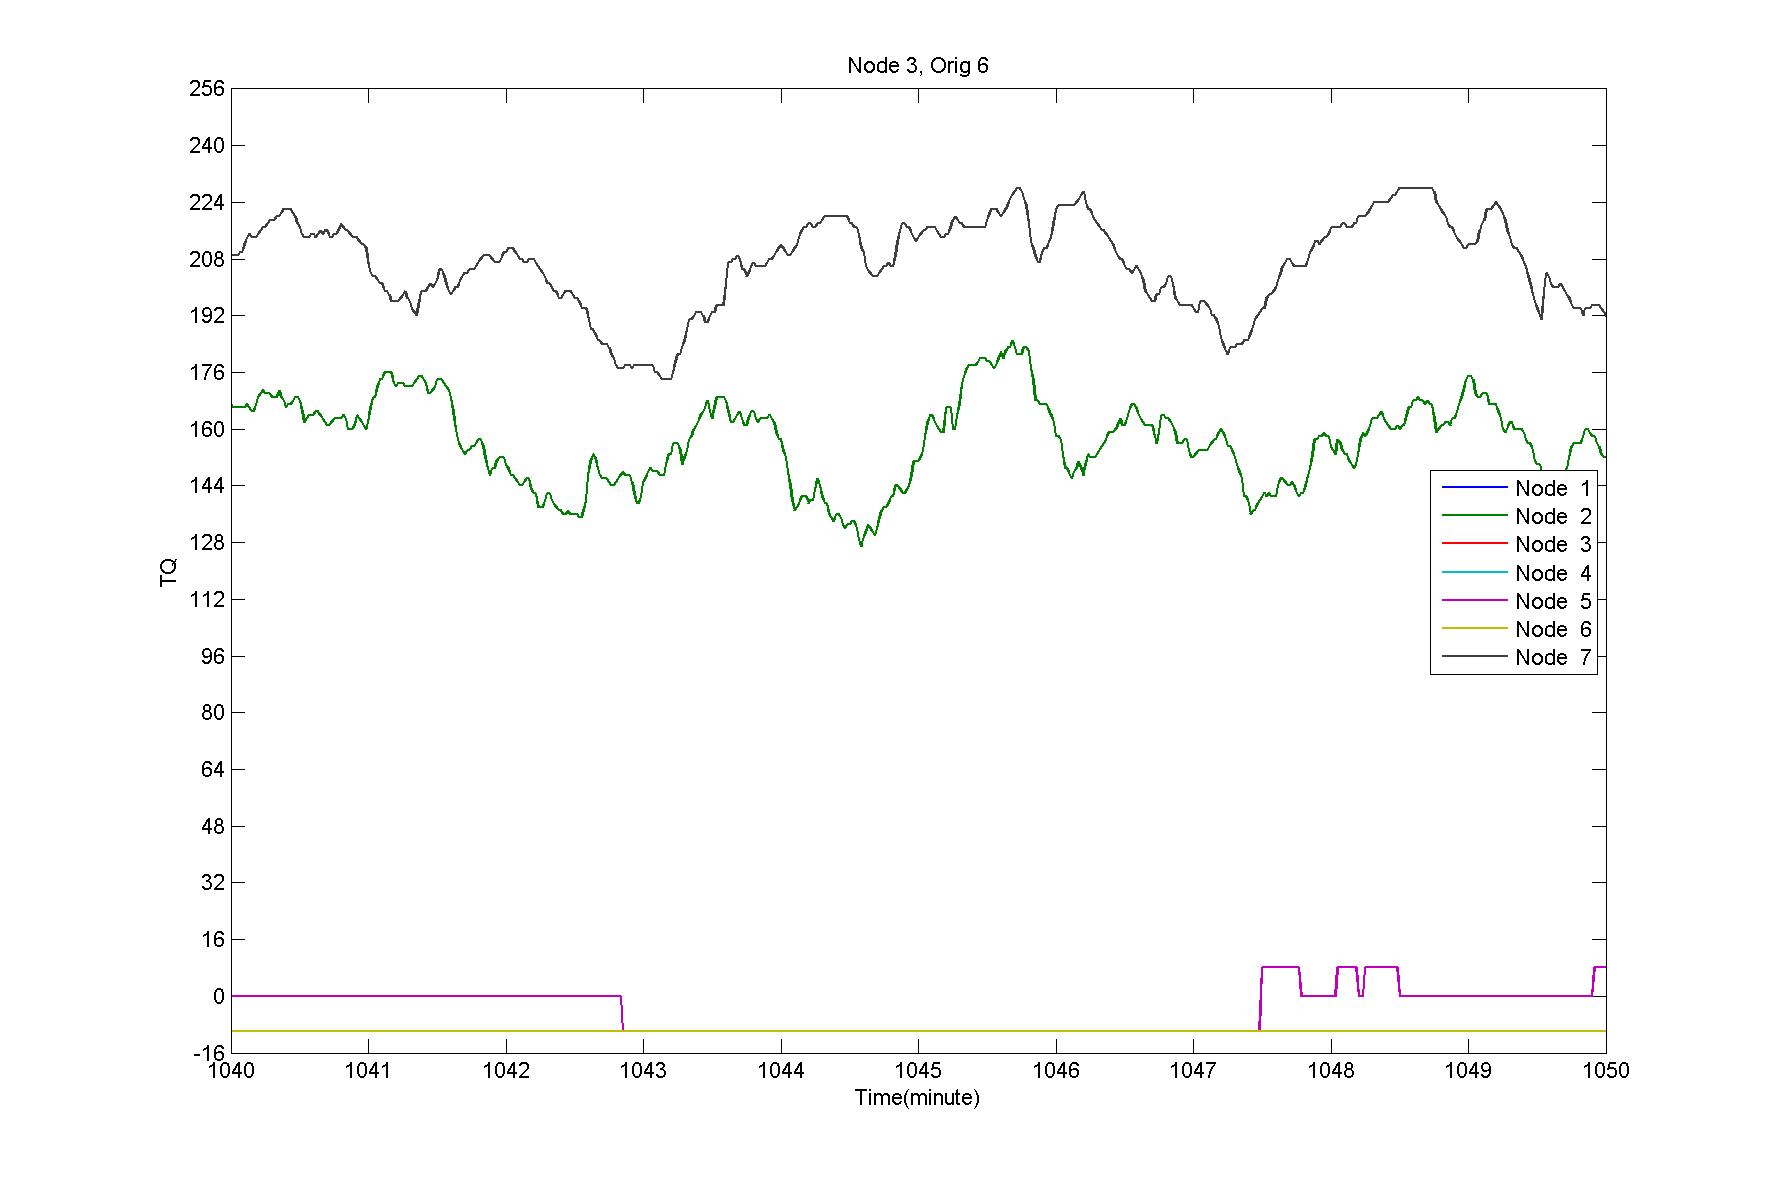 Node 3, Orig 6
256
240
224
208
192
176
160
144
128
112
96
80
64
48
32
16
0
-16
TQ
Node 1
Node 2
Node 3
Node 4
Node 5
Node 6
Node 7
1040 1041 1042 1043 1044 1045 1046 1047 1048 1049 1050
Time(minute)